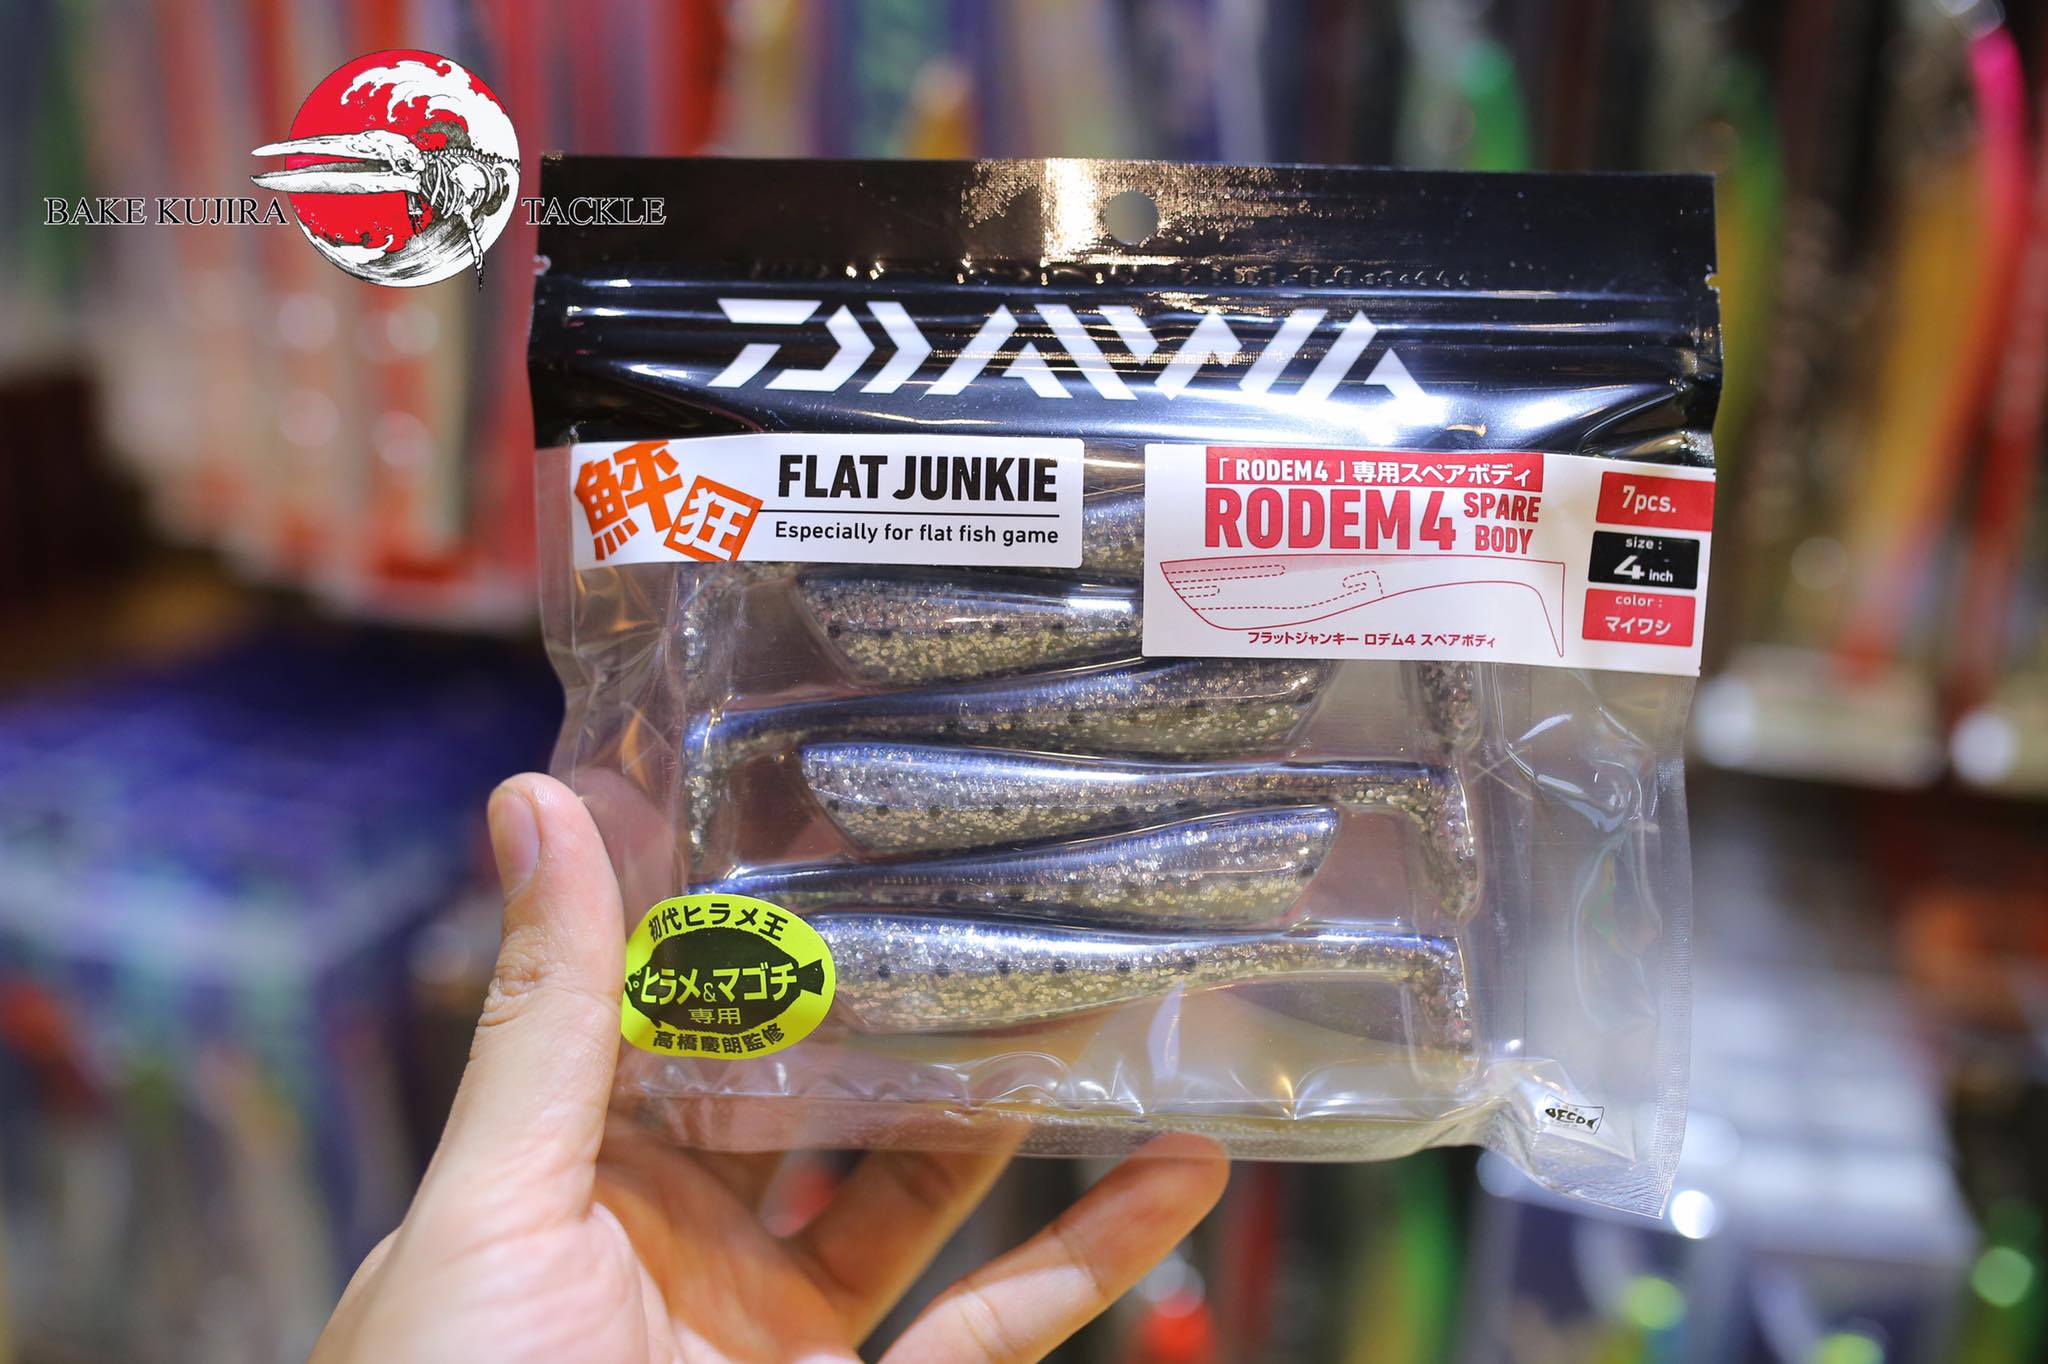 BAKE KUJIRA TACKLE
DAIWA
鮃狂
FLAT JUNKIE
Especially for flat fish game
「RODEM4」専用スペアボディ
RODEM4 SPARE BODY
フラットジャンキー ロデム4 スペアボディ
7pcs.
size:
4 inch
color:
マイワシ
初代ヒラメ王
ヒラメ&マゴチ
専用
高橋慶朗監修